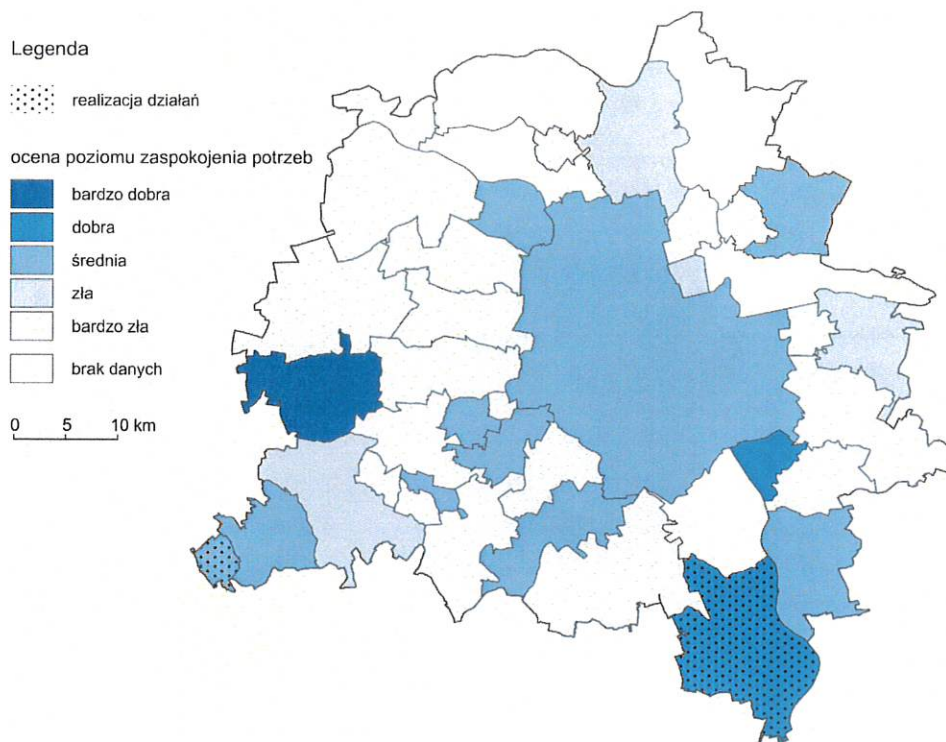 Legenda
realizacja działań
ocena poziomu zaspokojenia potrzeb
bardzo dobra
dobra
średnia
zła
bardzo zła
brak danych
0 5 10 km